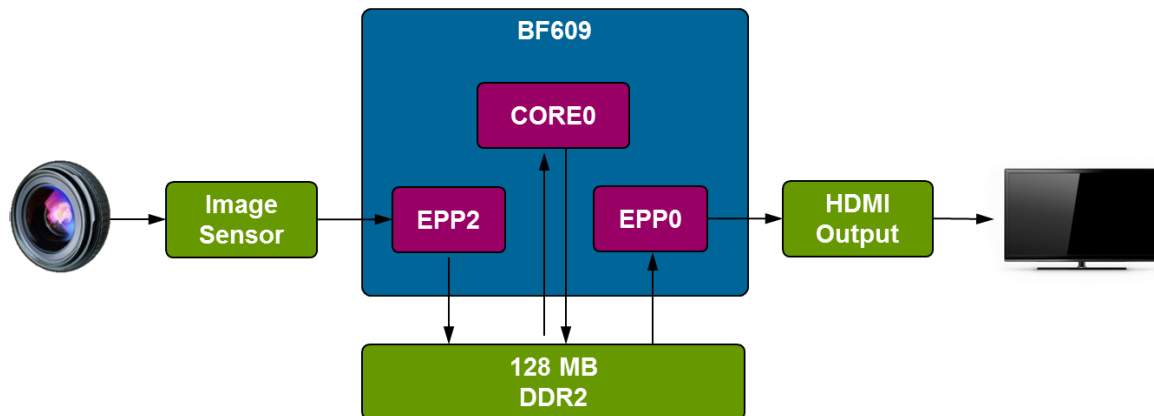 BF609
CORE0
Image
Sensor
EPP2
EPP0
HDMI
Output
128 MB
DDR2